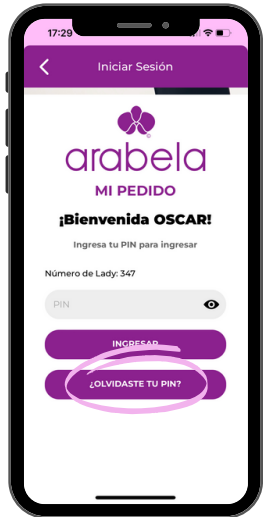 17:29
Iniciar Sesión
arabela
MI PEDIDO
¡Bienvenida OSCAR!
Ingresa tu PIN para ingresar
Número de Lady: 347
PIN
INGRESAR
¿OLVIDASTE TU PIN?